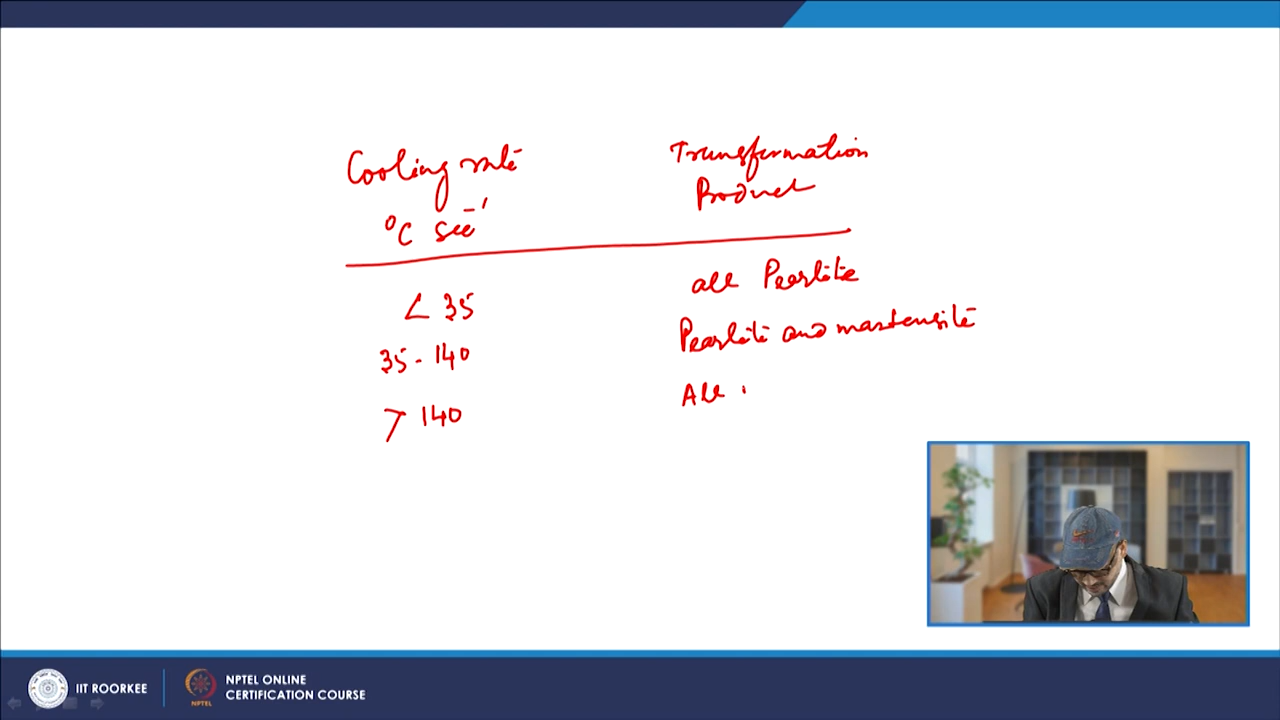 Cooling rate
°C sec⁻¹
Transformation
Product
< 35
all Pearlite
35 - 140
Pearlite and martensite
> 140
All
IIT ROORKEE
NPTEL ONLINE
CERTIFICATION COURSE
NPTEL